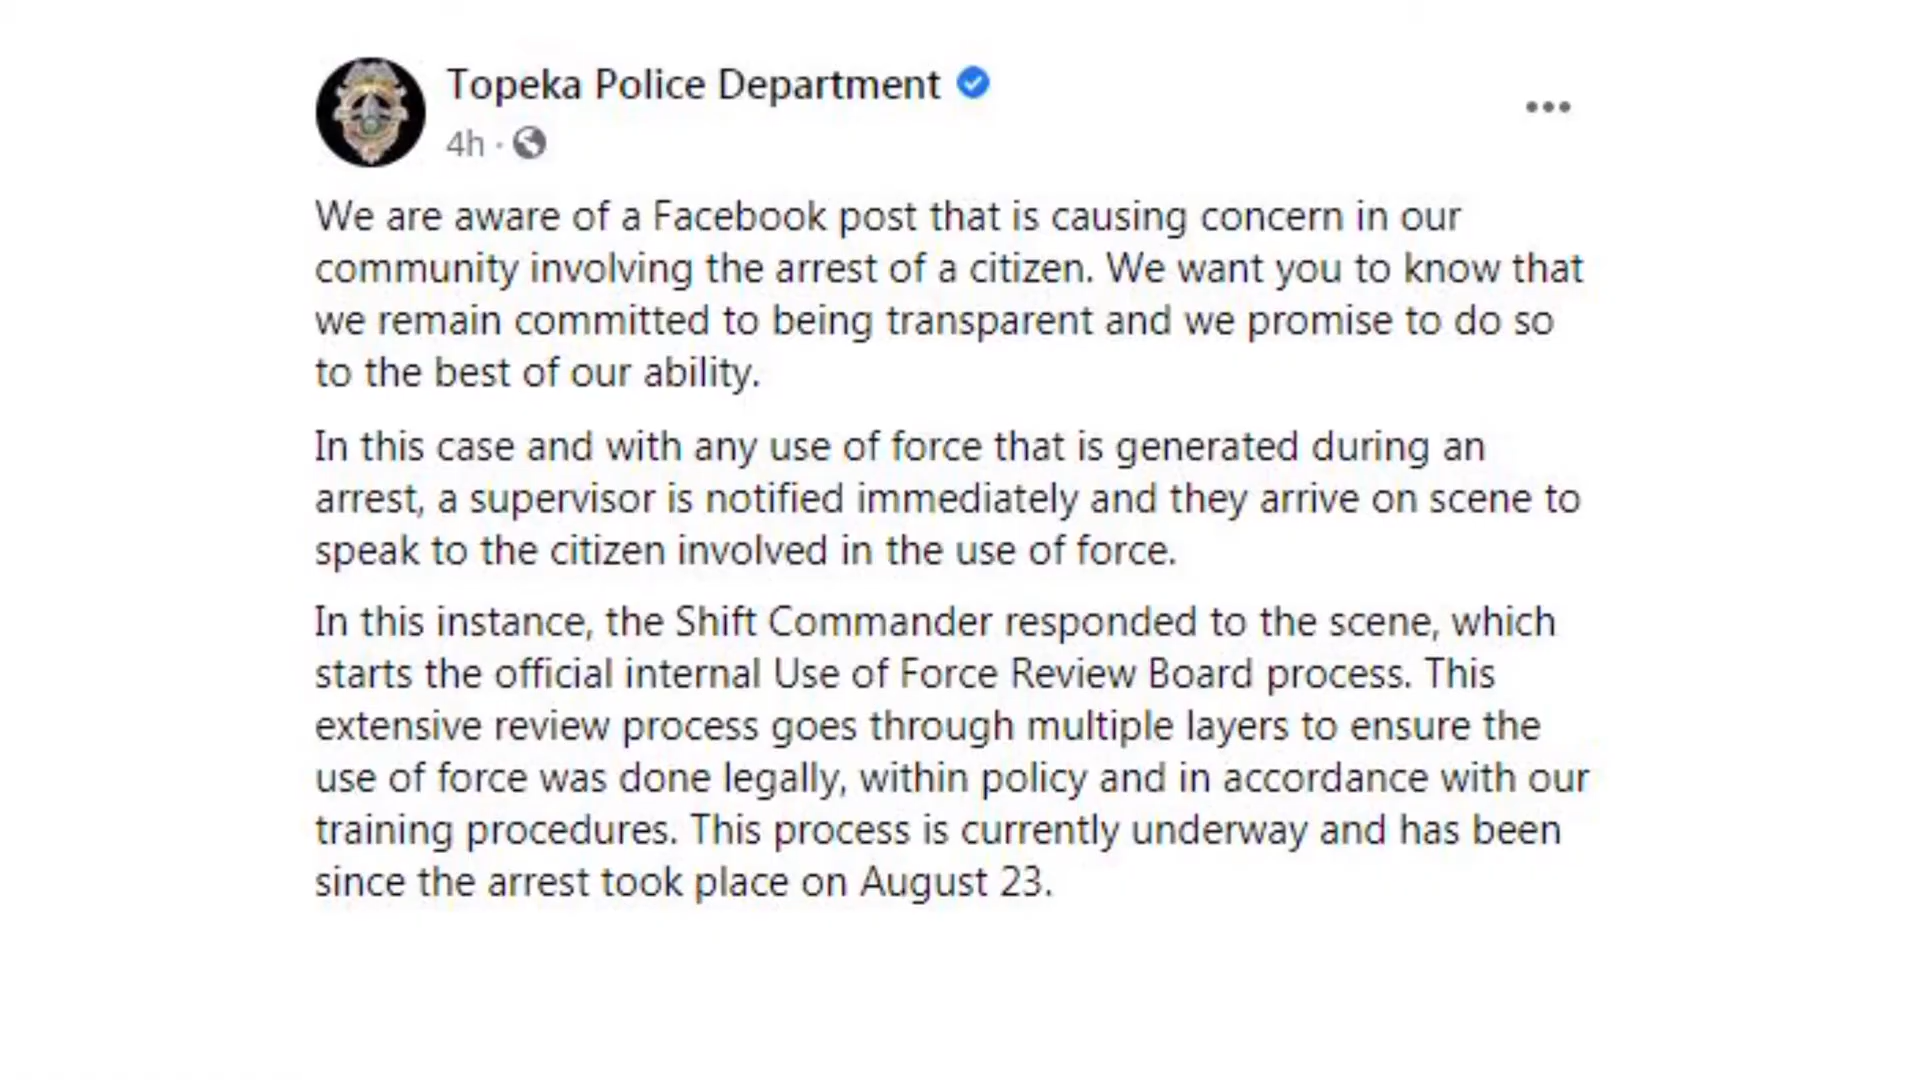 Topeka Police Department
4h ·
We are aware of a Facebook post that is causing concern in our
community involving the arrest of a citizen. We want you to know that
we remain committed to being transparent and we promise to do so
to the best of our ability.
In this case and with any use of force that is generated during an
arrest, a supervisor is notified immediately and they arrive on scene to
speak to the citizen involved in the use of force.
In this instance, the Shift Commander responded to the scene, which
starts the official internal Use of Force Review Board process. This
extensive review process goes through multiple layers to ensure the
use of force was done legally, within policy and in accordance with our
training procedures. This process is currently underway and has been
since the arrest took place on August 23.